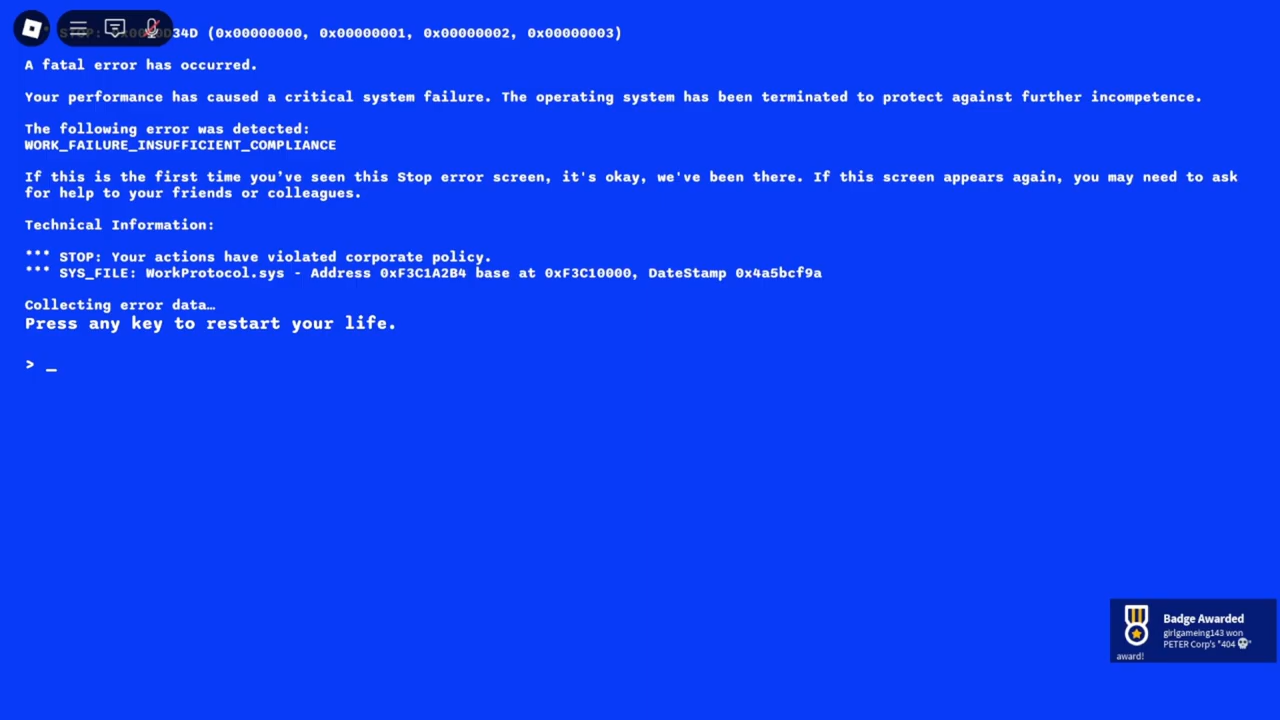 34D (0x00000000, 0x00000001, 0x00000002, 0x00000003)
A fatal error has occurred.
Your performance has caused a critical system failure. The operating system has been terminated to protect against further incompetence.
The following error was detected:
WORK_FAILURE_INSUFFICIENT_COMPLIANCE
If this is the first time you've seen this Stop error screen, it's okay, we've been there. If this screen appears again, you may need to ask
for help to your friends or colleagues.
Technical Information:
*** STOP: Your actions have violated corporate policy.
*** SYS_FILE: WorkProtocol.sys - Address 0xF3C1A2B4 base at 0xF3C10000, DateStamp 0x4a5bcf9a
Collecting error data…
Press any key to restart your life.
> _
Badge Awarded
girlgameing143 won
PETER Corp's "404 💀"
award!